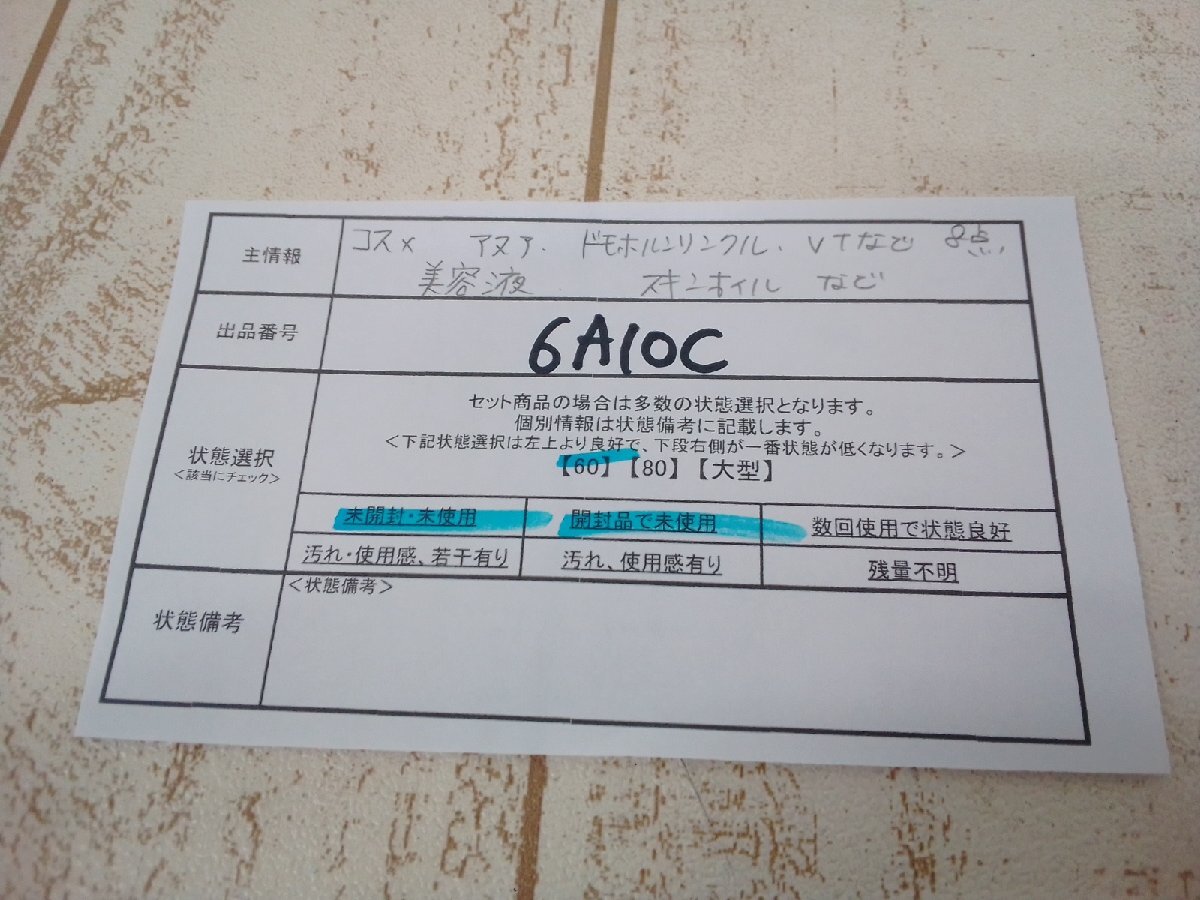 主情報
コスメ アヌア・ドモホルンリンクル・VTなど 8点
美容液 スキンオイル など
出品番号
6A10C
状態選択
<該当にチェック>
セット商品の場合は多数の状態選択となります。
個別情報は状態備考に記載します。
<下記状態選択は左上より良好で、下段右側が一番状態が低くなります。>
【60】【80】【大型】
未開封・未使用 開封品で未使用 数回使用で状態良好
汚れ・使用感、若干有り 汚れ、使用感有り 残量不明
状態備考
<状態備考>